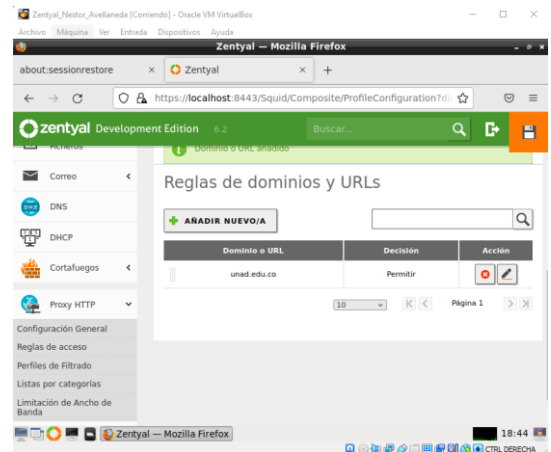 Zentyal_Nestor_Avellaneda [Corriendo] - Oracle VM VirtualBox
Archivo Máquina Ver Entrada Dispositivos Ayuda
Zentyal — Mozilla Firefox
about:sessionrestore × Zentyal × +
https://localhost:8443/Squid/Composite/ProfileConfiguration?di
zentyal Development Edition 6.2 Buscar...
Ficheros
Dominio o URL añadido
Correo
Reglas de dominios y URLs
DNS
AÑADIR NUEVO/A
DHCP
Dominio o URL Decisión Acción
Cortafuegos
unad.edu.co Permitir
Proxy HTTP
10 Página 1
Configuración General
Reglas de acceso
Perfiles de Filtrado
Listas por categorías
Limitación de Ancho de
Banda
Zentyal — Mozilla Firefox 18:44
CTRL DERECHA